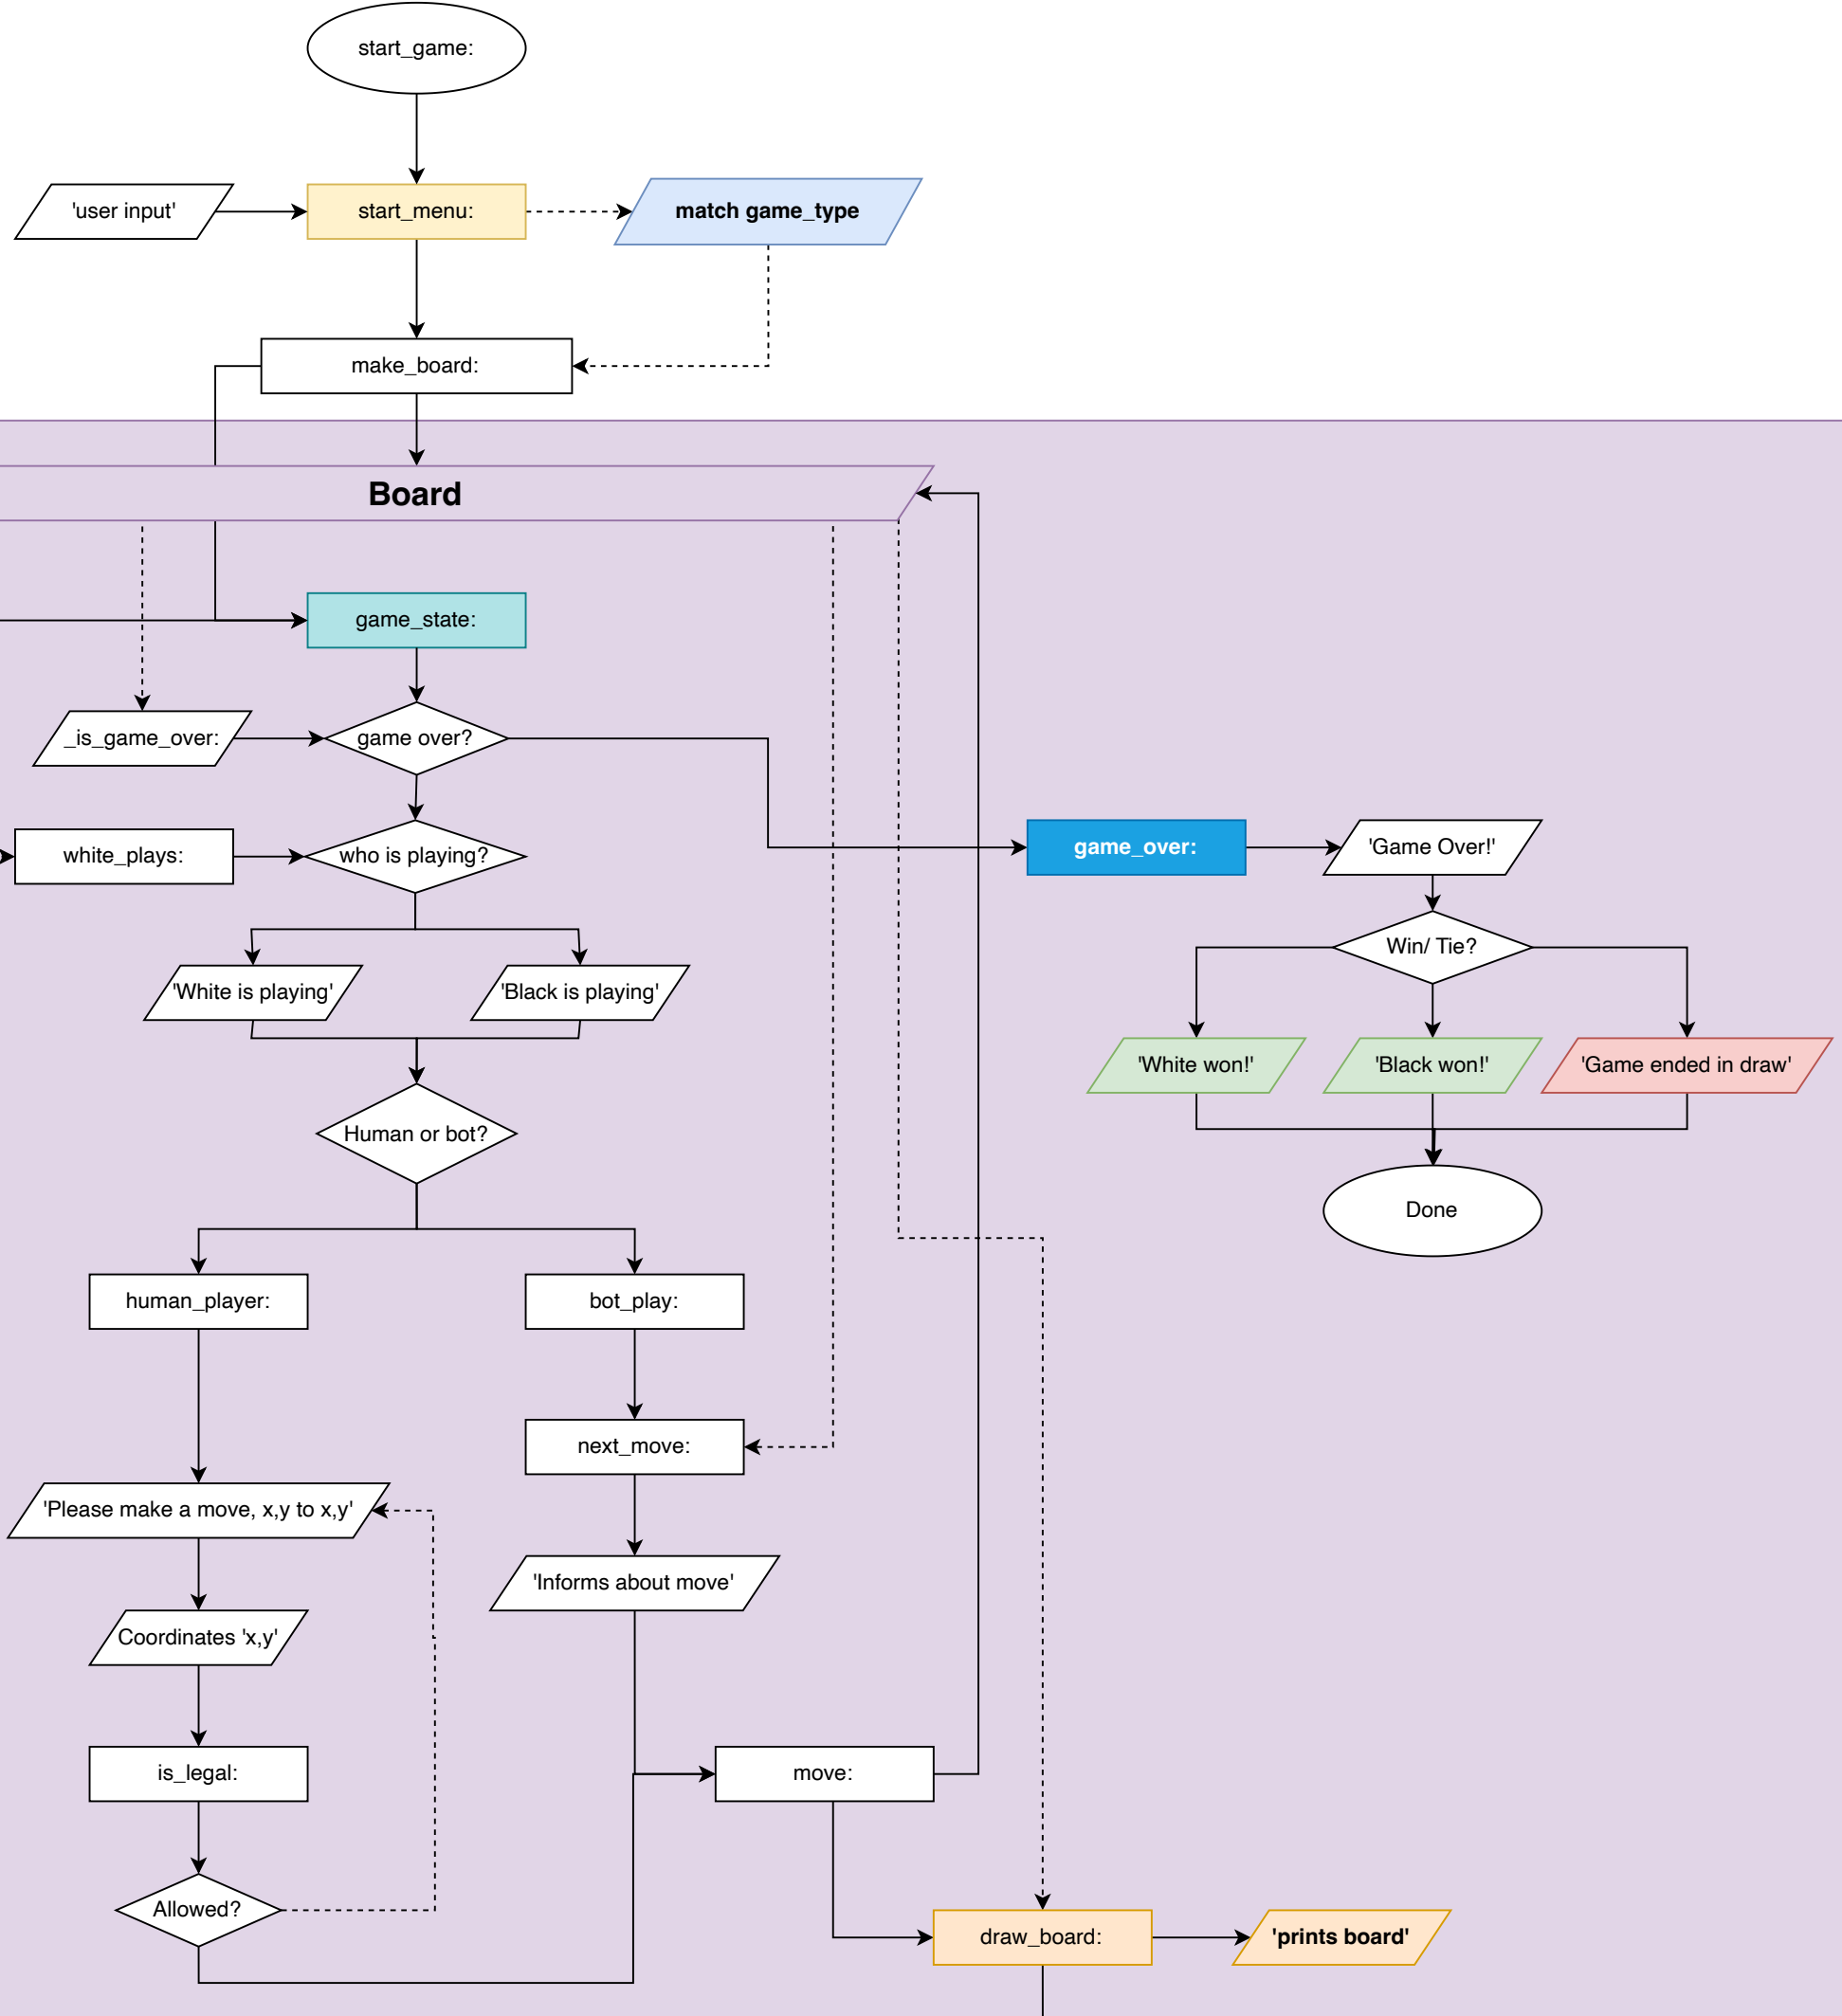 start_game:
'user input'
start_menu:
match game_type
make_board:
Board
game_state:
_is_game_over:
game over?
white_plays:
who is playing?
game_over:
'Game Over!'
Win/ Tie?
'White is playing'
'Black is playing'
'White won!'
'Black won!'
'Game ended in draw'
Human or bot?
Done
human_player:
bot_play:
next_move:
'Please make a move, x,y to x,y'
'Informs about move'
Coordinates 'x,y'
is_legal:
move:
Allowed?
draw_board:
'prints board'